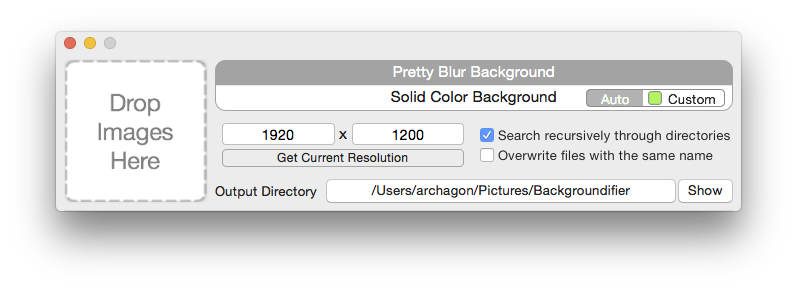 Drop
Images
Here
Pretty Blur Background
Solid Color Background Auto Custom
1920 x 1200
Get Current Resolution
Search recursively through directories
Overwrite files with the same name
Output Directory /Users/archagon/Pictures/Backgroundifier Show